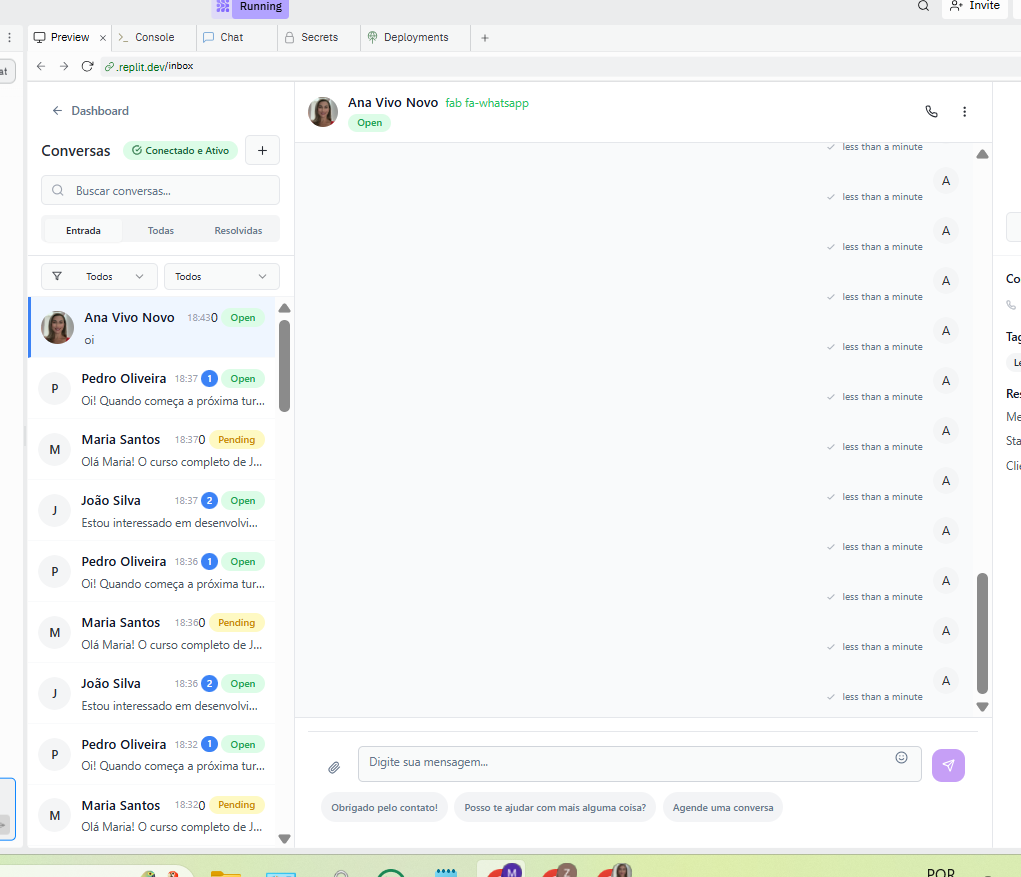 Running
Invite
Preview
Console
Chat
Secrets
Deployments
at
.replit.dev/inbox
Dashboard
Conversas
Conectado e Ativo
Buscar conversas...
Entrada Todas Resolvidas
Todos Todos
Ana Vivo Novo 18:43 0 Open
oi
P Pedro Oliveira 18:37 1 Open
Oi! Quando começa a próxima tur...
M Maria Santos 18:37 0 Pending
Olá Maria! O curso completo de J...
J João Silva 18:37 2 Open
Estou interessado em desenvolvi...
P Pedro Oliveira 18:36 1 Open
Oi! Quando começa a próxima tur...
M Maria Santos 18:36 0 Pending
Olá Maria! O curso completo de J...
J João Silva 18:36 2 Open
Estou interessado em desenvolvi...
P Pedro Oliveira 18:32 1 Open
Oi! Quando começa a próxima tur...
M Maria Santos 18:32 0 Pending
Olá Maria! O curso completo de J...
Ana Vivo Novo fab fa-whatsapp
Open
less than a minute
A
less than a minute
A
less than a minute
A
less than a minute
A
less than a minute
A
less than a minute
A
less than a minute
A
less than a minute
A
less than a minute
A
less than a minute
A
less than a minute
A
less than a minute
Digite sua mensagem...
Obrigado pelo contato!
Posso te ajudar com mais alguma coisa?
Agende uma conversa
Co
Tag
Le
Res
Me
Sta
Clie
M
Z
POR